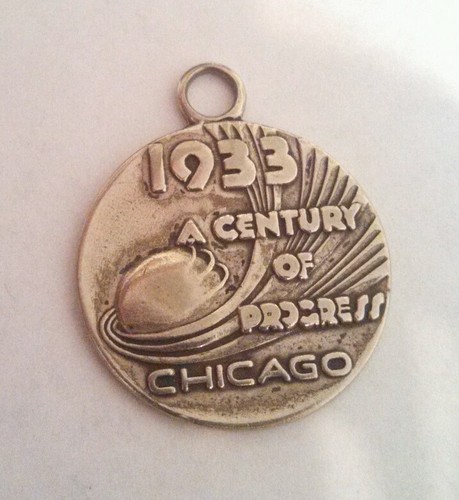 1933
A CENTURY
OF
PROGRESS
CHICAGO